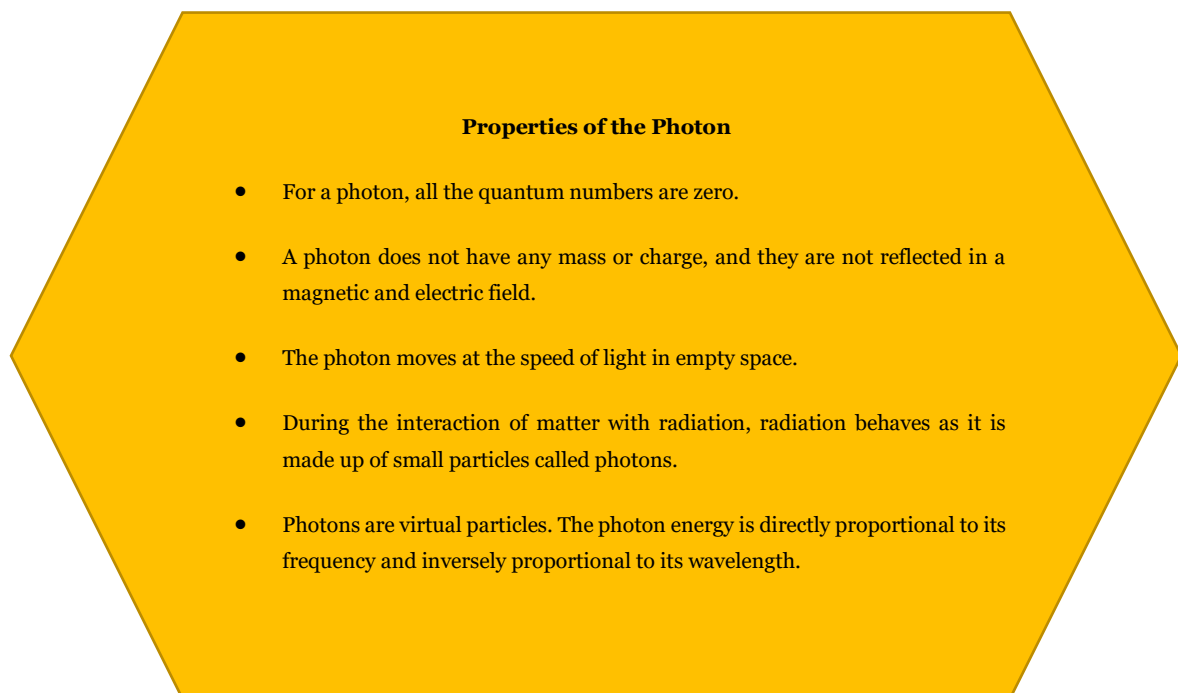 Properties of the Photon
● For a photon, all the quantum numbers are zero.
● A photon does not have any mass or charge, and they are not reflected in a
magnetic and electric field.
● The photon moves at the speed of light in empty space.
● During the interaction of matter with radiation, radiation behaves as it is
made up of small particles called photons.
● Photons are virtual particles. The photon energy is directly proportional to its
frequency and inversely proportional to its wavelength.